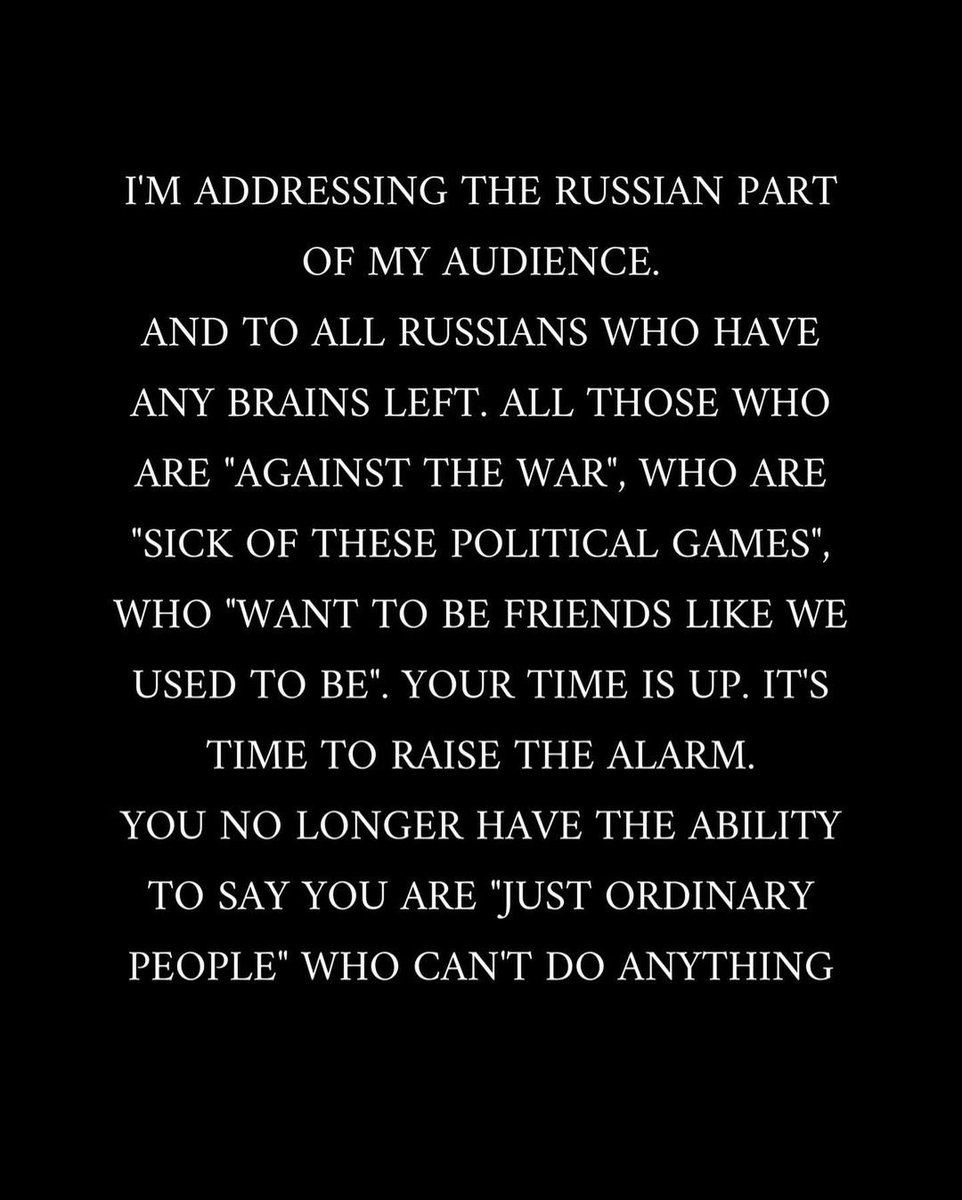 I'M ADDRESSING THE RUSSIAN PART
OF MY AUDIENCE.
AND TO ALL RUSSIANS WHO HAVE
ANY BRAINS LEFT. ALL THOSE WHO
ARE "AGAINST THE WAR", WHO ARE
"SICK OF THESE POLITICAL GAMES",
WHO "WANT TO BE FRIENDS LIKE WE
USED TO BE". YOUR TIME IS UP. IT'S
TIME TO RAISE THE ALARM.
YOU NO LONGER HAVE THE ABILITY
TO SAY YOU ARE "JUST ORDINARY
PEOPLE" WHO CAN'T DO ANYTHING